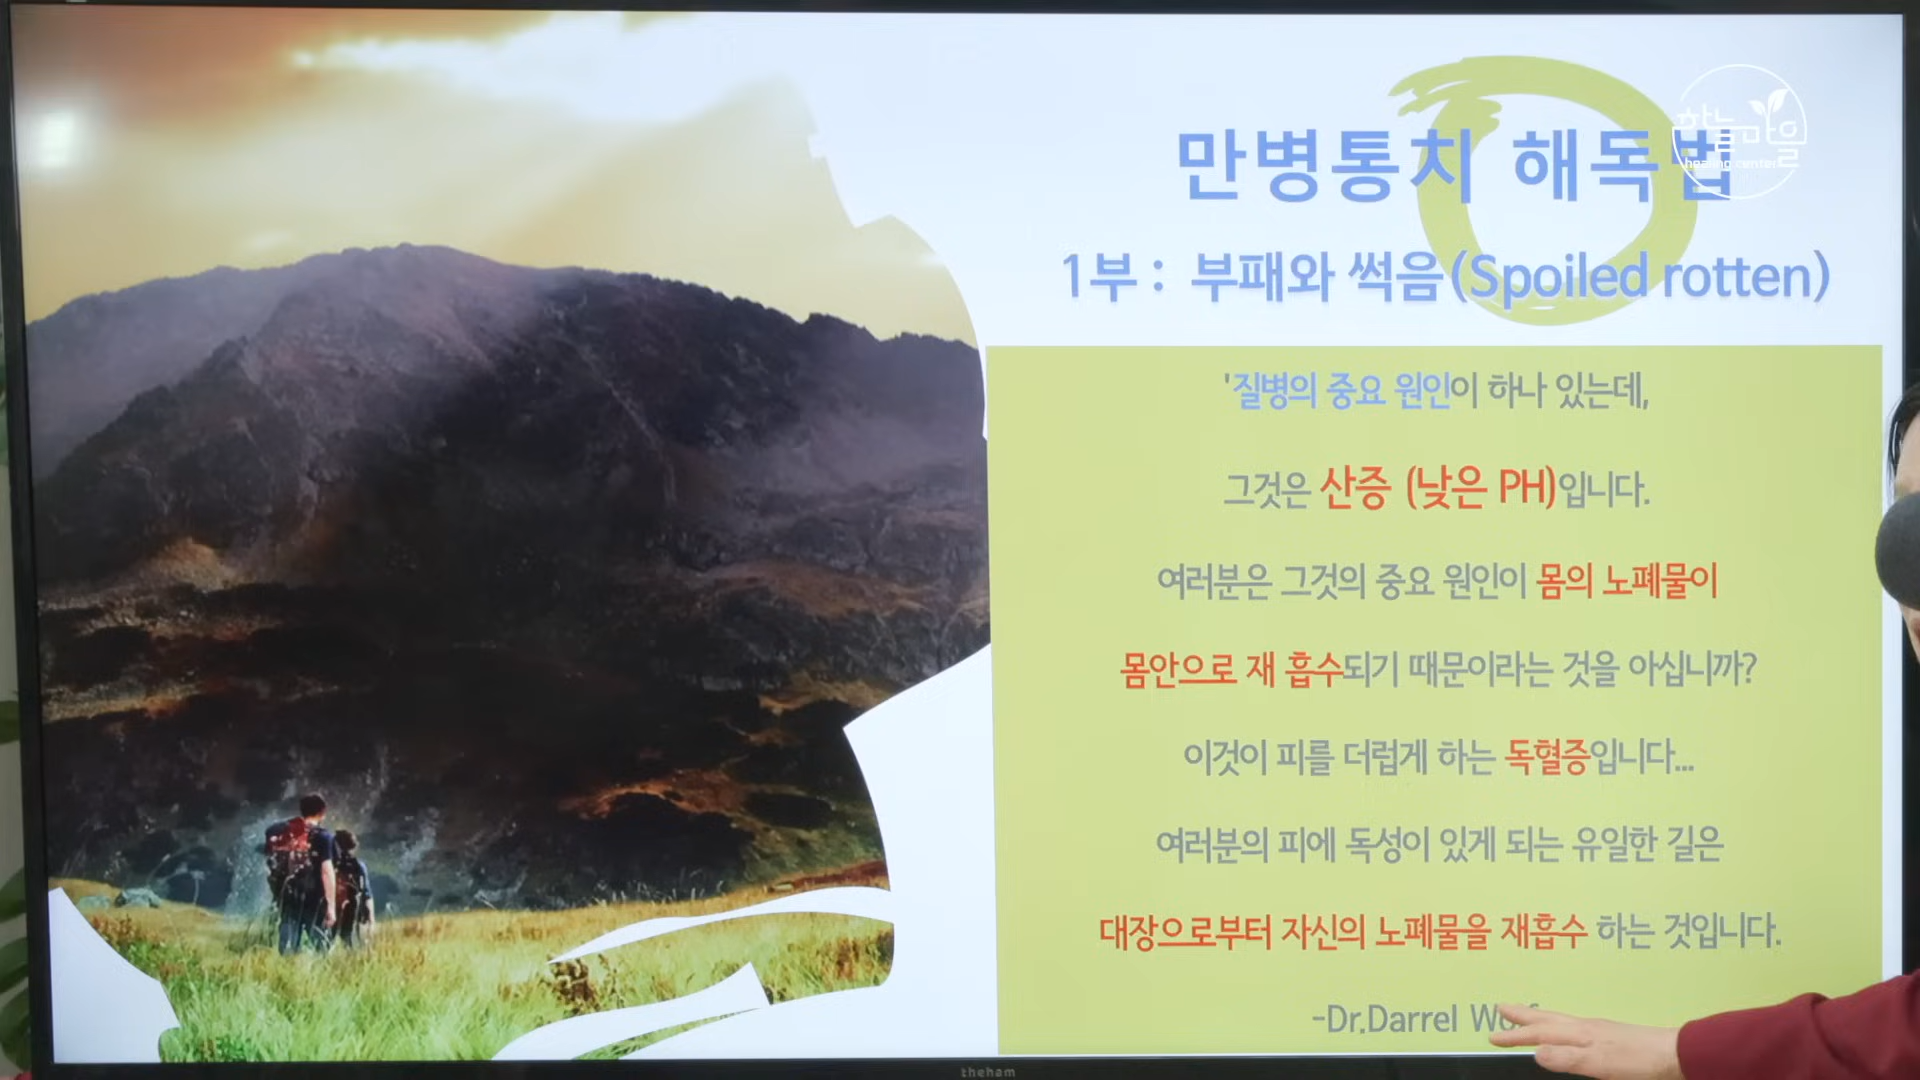 만병통치 해독법
하늘마을
healing center
1부 : 부패와 썩음(Spoiled rotten)
'질병의 중요 원인이 하나 있는데,
그것은 산증 (낮은 PH)입니다.
여러분은 그것의 중요 원인이 몸의 노폐물이
몸안으로 재 흡수되기 때문이라는 것을 아십니까?
이것이 피를 더럽게 하는 독혈증입니다...
여러분의 피에 독성이 있게 되는 유일한 길은
대장으로부터 자신의 노폐물을 재흡수 하는 것입니다.
-Dr.Darrel
theham